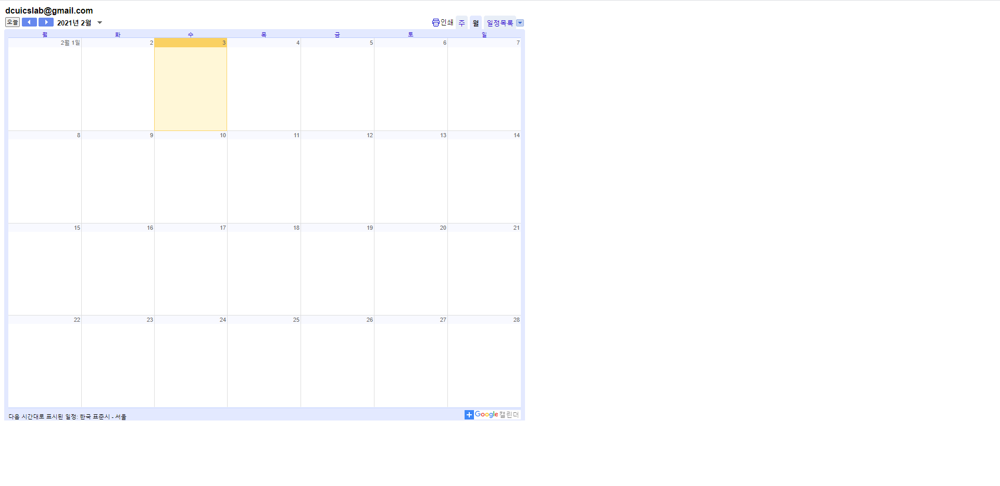 dcuicslab@gmail.com
오늘 2021년 2월 인쇄 주 월 일정목록
월 화 수 목 금 토 일
2월 1일 2 3 4 5 6 7
8 9 10 11 12 13 14
15 16 17 18 19 20 21
22 23 24 25 26 27 28
다음 시간대로 표시된 일정: 한국 표준시 - 서울 Google 캘린더